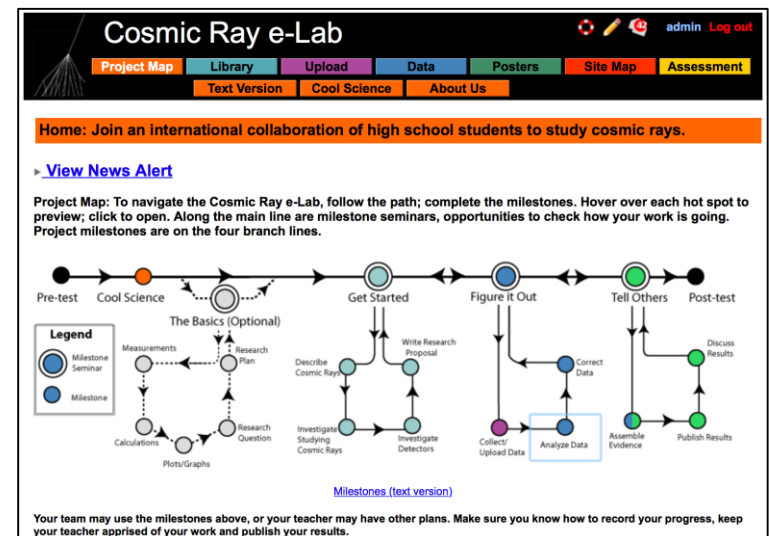 Cosmic Ray e-Lab
42
admin Log out
Project Map Library Upload Data Posters Site Map Assessment
Text Version Cool Science About Us
Home: Join an international collaboration of high school students to study cosmic rays.
View News Alert
Project Map: To navigate the Cosmic Ray e-Lab, follow the path; complete the milestones. Hover over each hot spot to
preview; click to open. Along the main line are milestone seminars, opportunities to check how your work is going.
Project milestones are on the four branch lines.
Pre-test
Cool Science
The Basics (Optional)
Get Started
Figure it Out
Tell Others
Post-test
Legend
Milestone
Seminar
Milestone
Measurements
Research
Plan
Calculations
Plots/Graphs
Research
Question
Describe
Cosmic Rays
Write Research
Proposal
Investigate
Studying
Cosmic Rays
Investigate
Detectors
Correct
Data
Collect/
Upload Data
Analyze Data
Discuss
Results
Assemble
Evidence
Publish Results
Milestones (text version)
Your team may use the milestones above, or your teacher may have other plans. Make sure you know how to record your progress, keep
your teacher apprised of your work and publish your results.